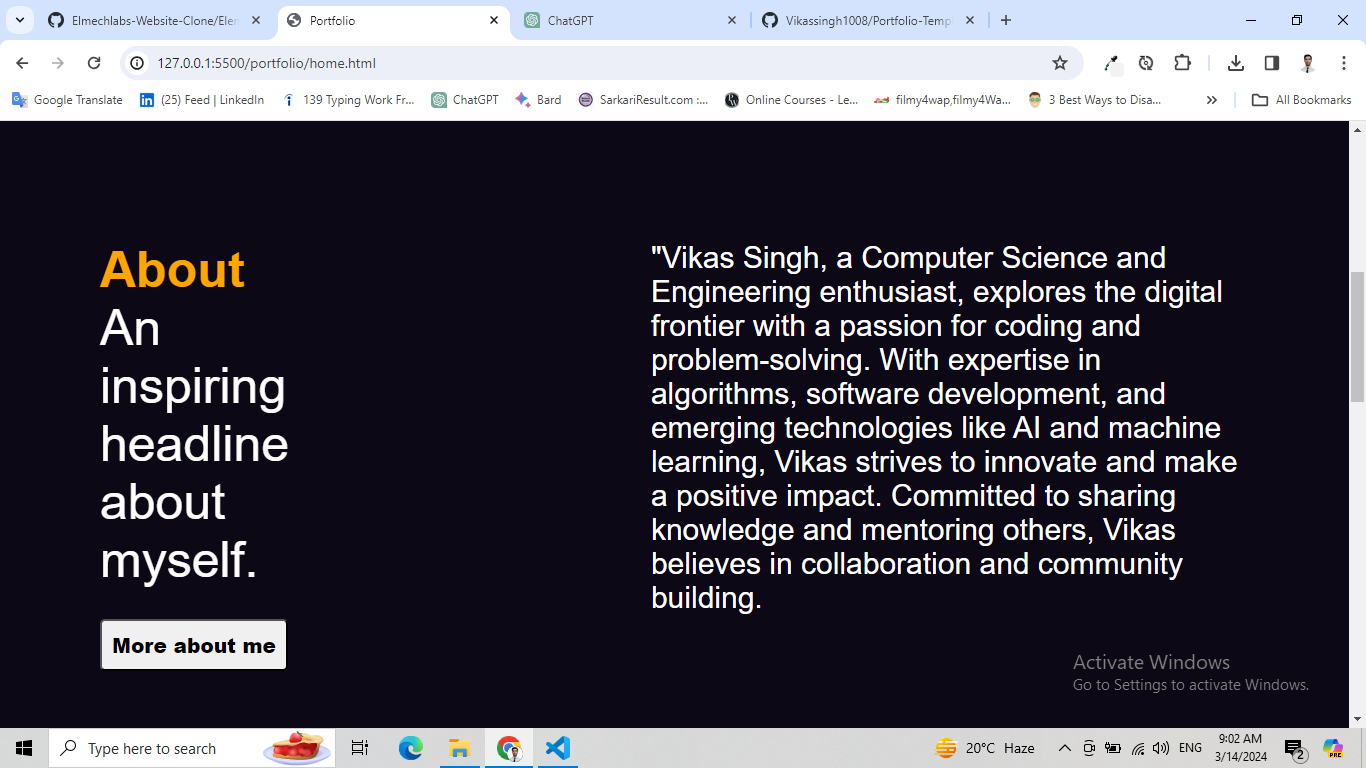 Elmechlabs-Website-Clone/Elem
Portfolio
ChatGPT
Vikassingh1008/Portfolio-Temp
127.0.0.1:5500/portfolio/home.html
Google Translate
(25) Feed | LinkedIn
139 Typing Work Fr...
ChatGPT
Bard
SarkariResult.com :...
Online Courses - Le...
filmy4wap,filmy4Wa...
3 Best Ways to Disa...
All Bookmarks
About
An
inspiring
headline
about
myself.
More about me
"Vikas Singh, a Computer Science and
Engineering enthusiast, explores the digital
frontier with a passion for coding and
problem-solving. With expertise in
algorithms, software development, and
emerging technologies like AI and machine
learning, Vikas strives to innovate and make
a positive impact. Committed to sharing
knowledge and mentoring others, Vikas
believes in collaboration and community
building.
Activate Windows
Go to Settings to activate Windows.
Type here to search
20°C Haze
ENG
9:02 AM
3/14/2024
2
PRE